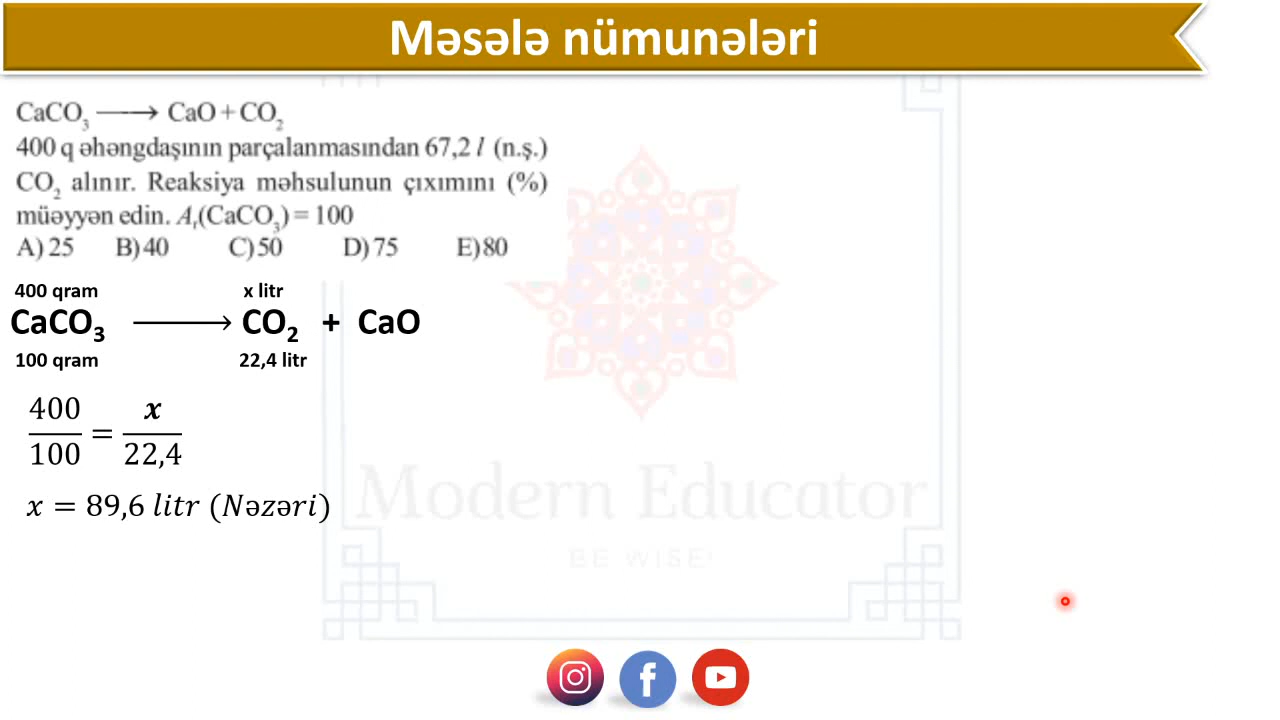 Məsələ nümunələri
CaCO₃ ⟶ CaO + CO₂
400 q əhəngdaşının parçalanmasından 67,2 l (n.ş.)
CO₂ alınır. Reaksiya məhsulunun çıxımını (%)
müəyyən edin. Aᵣ(CaCO₃) = 100
A) 25 B) 40 C) 50 D) 75 E) 80
400 qram x litr
CaCO₃ ⟶ CO₂ + CaO
100 qram 22,4 litr
400/100 = x/22,4
x = 89,6 litr (Nəzəri)
Modern Educator
BE WISE!